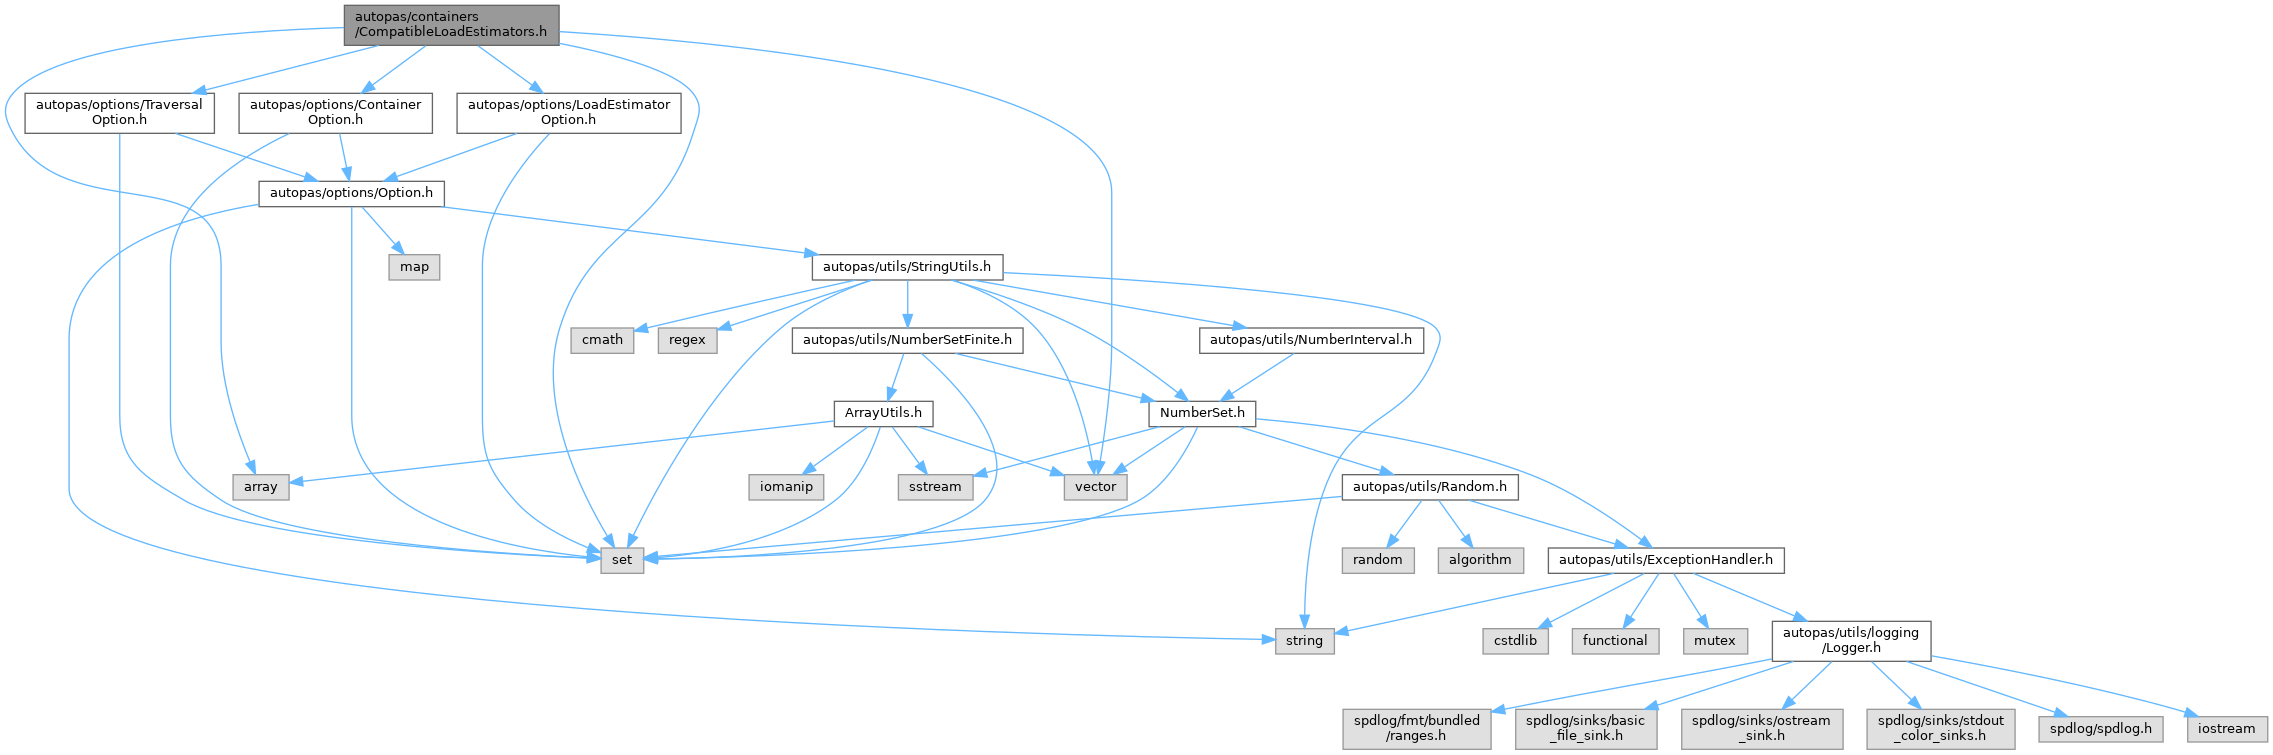 autopas/containers
/CompatibleLoadEstimators.h
autopas/options/Traversal
Option.h
autopas/options/Container
Option.h
autopas/options/LoadEstimator
Option.h
autopas/options/Option.h
map
autopas/utils/StringUtils.h
cmath
regex
autopas/utils/NumberSetFinite.h
autopas/utils/NumberInterval.h
ArrayUtils.h
NumberSet.h
array
iomanip
sstream
vector
autopas/utils/Random.h
set
random
algorithm
autopas/utils/ExceptionHandler.h
string
cstdlib
functional
mutex
autopas/utils/logging
/Logger.h
spdlog/fmt/bundled
/ranges.h
spdlog/sinks/basic
_file_sink.h
spdlog/sinks/ostream
_sink.h
spdlog/sinks/stdout
_color_sinks.h
spdlog/spdlog.h
iostream